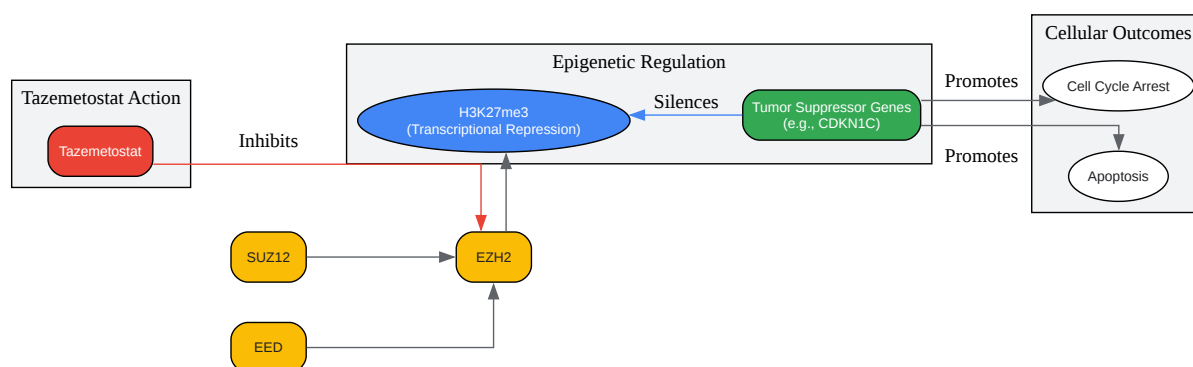 Cellular Outcomes
Epigenetic Regulation
Tazemetostat Action
Promotes
Cell Cycle Arrest
H3K27me3
(Transcriptional Repression)
Silences
Tumor Suppressor Genes
(e.g., CDKN1C)
Inhibits
Tazemetostat
Promotes
Apoptosis
SUZ12
EZH2
EED